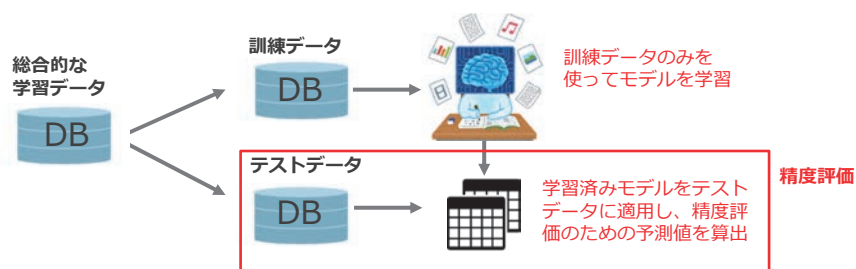 総合的な
学習データ
DB
訓練データ
DB
訓練データのみを
使ってモデルを学習
テストデータ
DB
学習済みモデルをテスト
データに適用し、精度評
価のための予測値を算出
精度評価